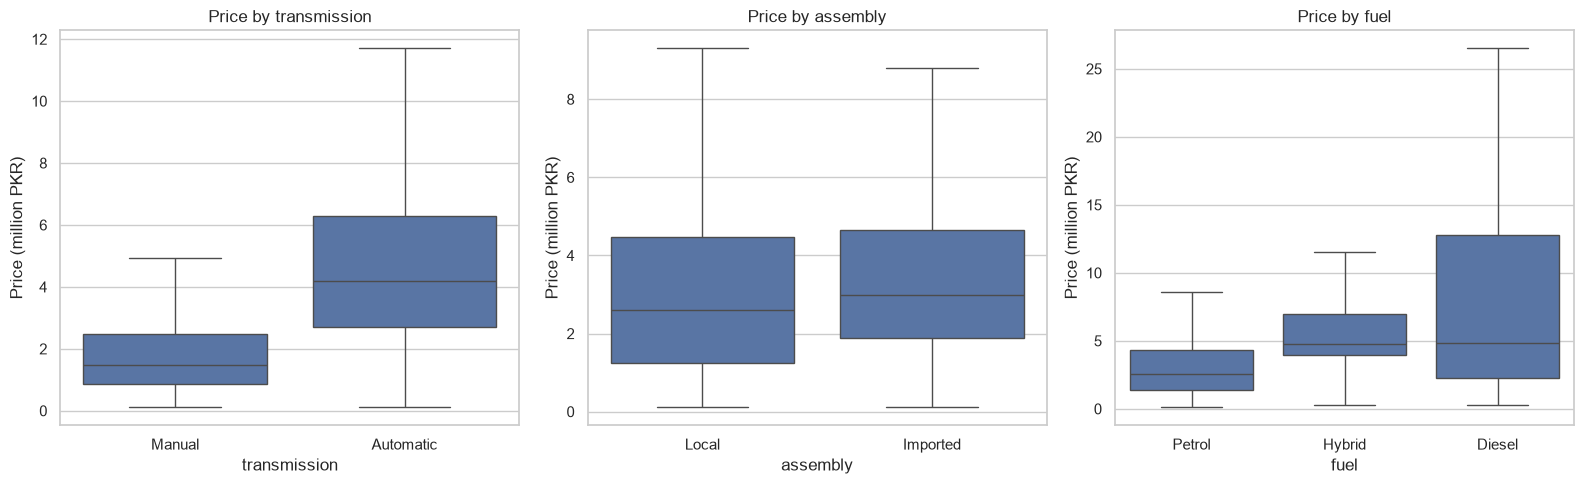 Price by transmission
Price (million PKR)
12
10
8
6
4
2
0
Manual
Automatic
transmission
Price by assembly
Price (million PKR)
8
6
4
2
0
Local
Imported
assembly
Price by fuel
Price (million PKR)
25
20
15
10
5
0
Petrol
Hybrid
Diesel
fuel